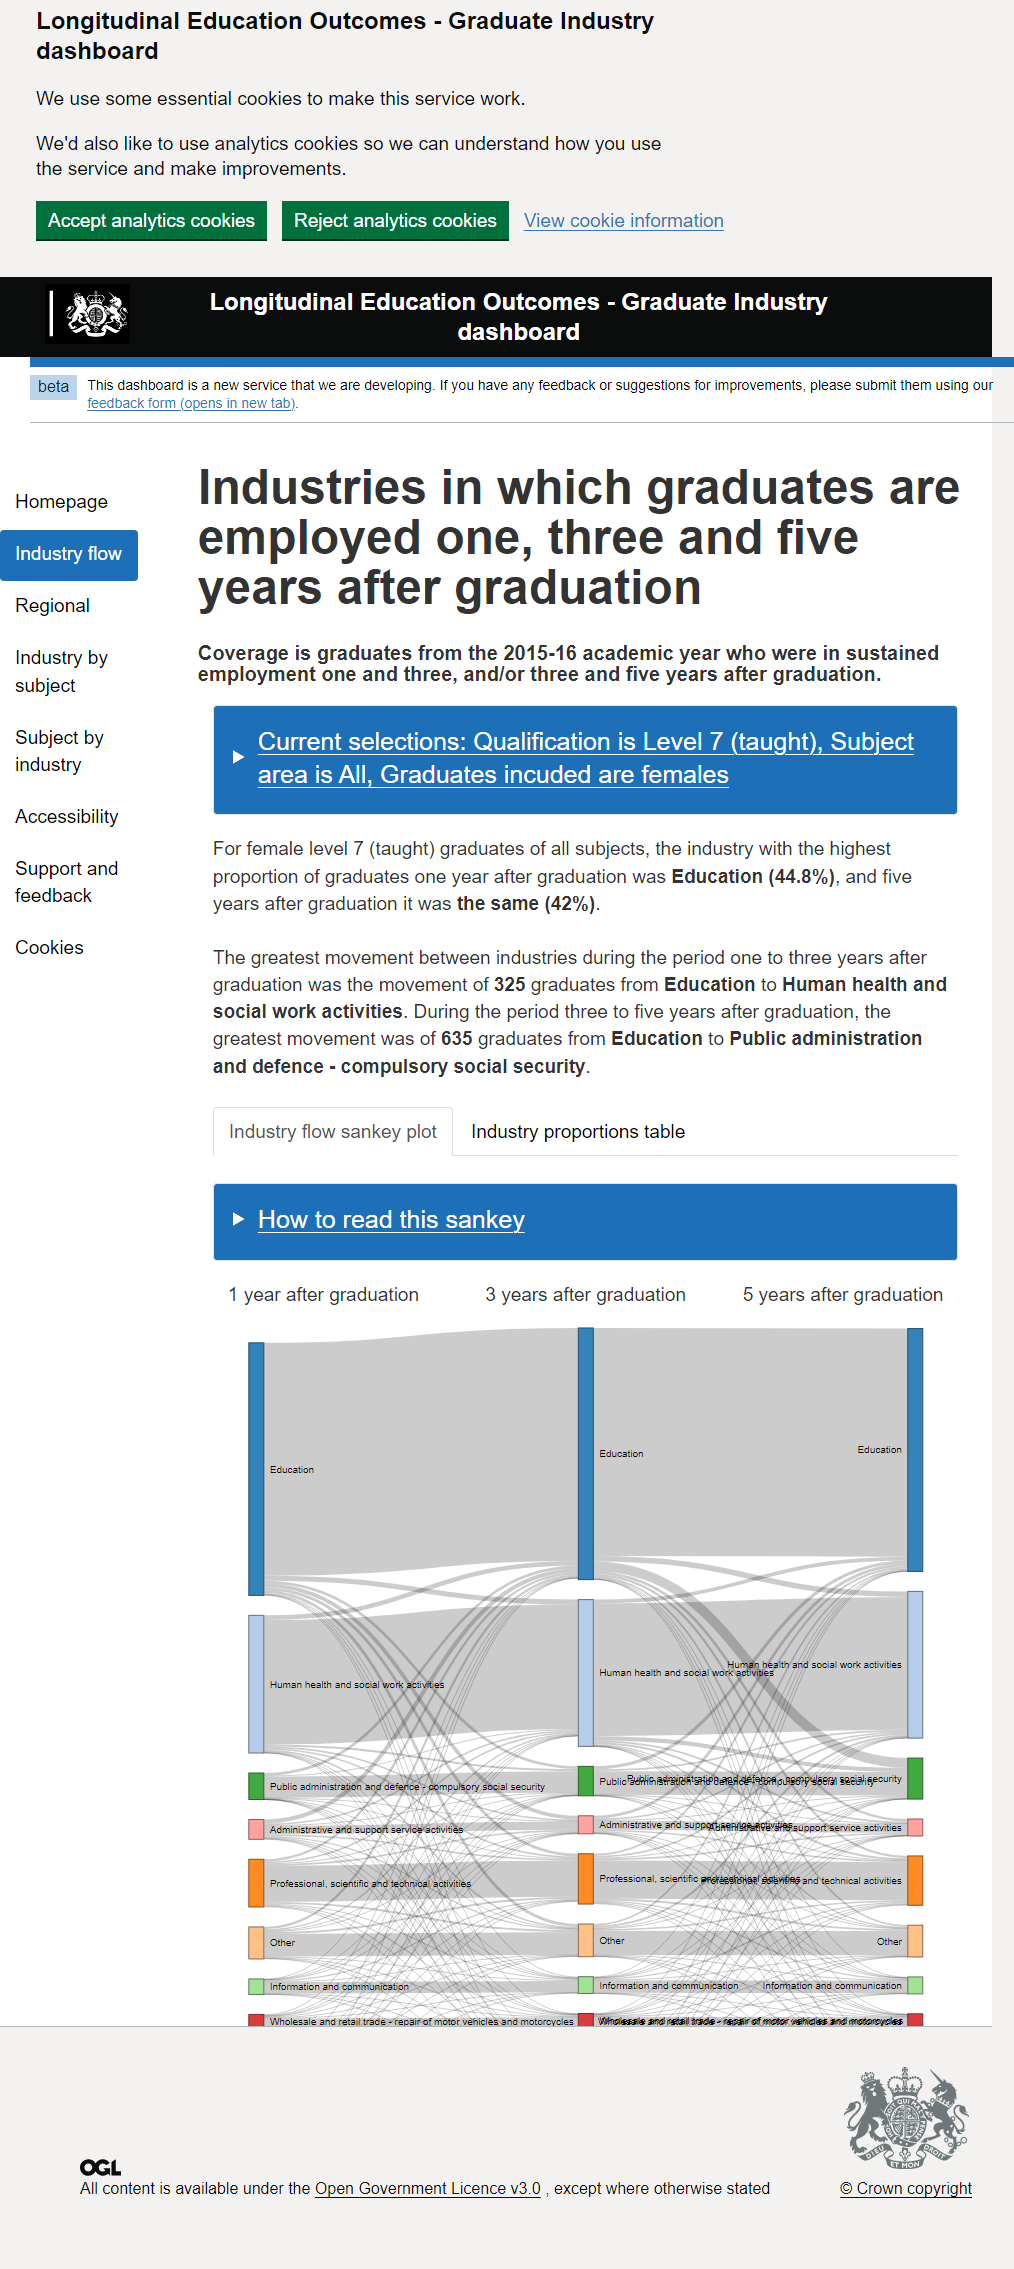 Longitudinal Education Outcomes - Graduate Industry
dashboard
We use some essential cookies to make this service work.
We'd also like to use analytics cookies so we can understand how you use
the service and make improvements.
Accept analytics cookies
Reject analytics cookies
View cookie information
Longitudinal Education Outcomes - Graduate Industry
dashboard
beta
This dashboard is a new service that we are developing. If you have any feedback or suggestions for improvements, please submit them using our
feedback form (opens in new tab).
Homepage
Industry flow
Regional
Industry by
subject
Subject by
industry
Accessibility
Support and
feedback
Cookies
Industries in which graduates are
employed one, three and five
years after graduation
Coverage is graduates from the 2015-16 academic year who were in sustained
employment one and three, and/or three and five years after graduation.
Current selections: Qualification is Level 7 (taught), Subject
area is All, Graduates incuded are females
For female level 7 (taught) graduates of all subjects, the industry with the highest
proportion of graduates one year after graduation was Education (44.8%), and five
years after graduation it was the same (42%).
The greatest movement between industries during the period one to three years after
graduation was the movement of 325 graduates from Education to Human health and
social work activities. During the period three to five years after graduation, the
greatest movement was of 635 graduates from Education to Public administration
and defence - compulsory social security.
Industry flow sankey plot
Industry proportions table
How to read this sankey
1 year after graduation
3 years after graduation
5 years after graduation
Education
Education
Education
Human health and social work activities
Human health and social work activities
Human health and social work activities
Public administration and defence - compulsory social security
Public administration and defence - compulsory social security
Public administration and defence - compulsory social security
Administrative and support service activities
Administrative and support service activities
Administrative and support service activities
Professional, scientific and technical activities
Professional, scientific and technical activities
Professional, scientific and technical activities
Other
Other
Other
Information and communication
Information and communication
Information and communication
Wholesale and retail trade - repair of motor vehicles and motorcycles
Wholesale and retail trade - repair of motor vehicles and motorcycles
Wholesale and retail trade - repair of motor vehicles and motorcycles
DIEU ET MON DROIT
OGL
All content is available under the Open Government Licence v3.0 , except where otherwise stated
© Crown copyright